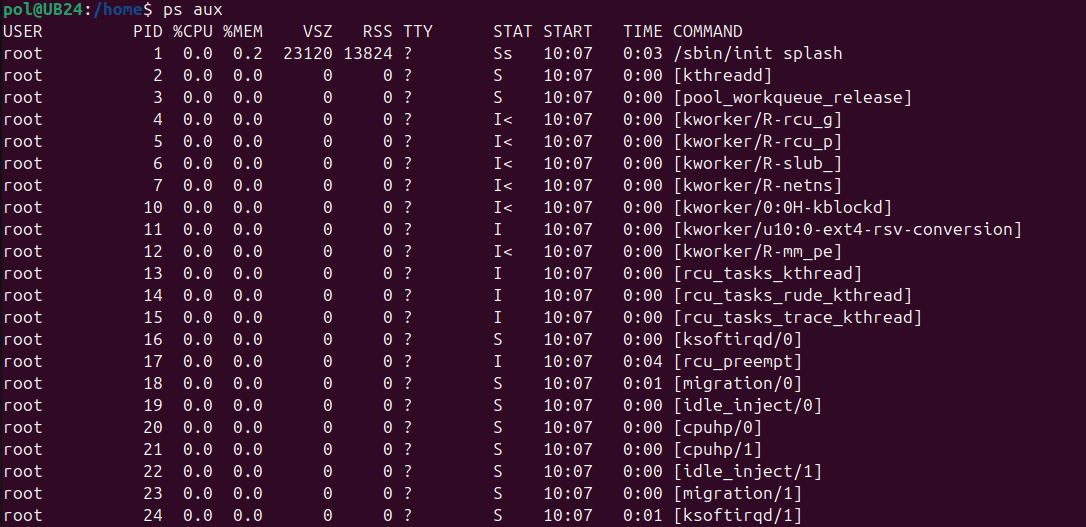 pol@UB24:/home$ ps aux
USER         PID %CPU %MEM    VSZ   RSS TTY      STAT START   TIME COMMAND
root           1  0.0  0.2  23120 13824 ?        Ss   10:07   0:03 /sbin/init splash
root           2  0.0  0.0      0     0 ?        S    10:07   0:00 [kthreadd]
root           3  0.0  0.0      0     0 ?        S    10:07   0:00 [pool_workqueue_release]
root           4  0.0  0.0      0     0 ?        I<   10:07   0:00 [kworker/R-rcu_g]
root           5  0.0  0.0      0     0 ?        I<   10:07   0:00 [kworker/R-rcu_p]
root           6  0.0  0.0      0     0 ?        I<   10:07   0:00 [kworker/R-slub_]
root           7  0.0  0.0      0     0 ?        I<   10:07   0:00 [kworker/R-netns]
root          10  0.0  0.0      0     0 ?        I<   10:07   0:00 [kworker/0:0H-kblockd]
root          11  0.0  0.0      0     0 ?        I    10:07   0:00 [kworker/u10:0-ext4-rsv-conversion]
root          12  0.0  0.0      0     0 ?        I<   10:07   0:00 [kworker/R-mm_pe]
root          13  0.0  0.0      0     0 ?        I    10:07   0:00 [rcu_tasks_kthread]
root          14  0.0  0.0      0     0 ?        I    10:07   0:00 [rcu_tasks_rude_kthread]
root          15  0.0  0.0      0     0 ?        I    10:07   0:00 [rcu_tasks_trace_kthread]
root          16  0.0  0.0      0     0 ?        S    10:07   0:00 [ksoftirqd/0]
root          17  0.0  0.0      0     0 ?        I    10:07   0:04 [rcu_preempt]
root          18  0.0  0.0      0     0 ?        S    10:07   0:01 [migration/0]
root          19  0.0  0.0      0     0 ?        S    10:07   0:00 [idle_inject/0]
root          20  0.0  0.0      0     0 ?        S    10:07   0:00 [cpuhp/0]
root          21  0.0  0.0      0     0 ?        S    10:07   0:00 [cpuhp/1]
root          22  0.0  0.0      0     0 ?        S    10:07   0:00 [idle_inject/1]
root          23  0.0  0.0      0     0 ?        S    10:07   0:00 [migration/1]
root          24  0.0  0.0      0     0 ?        S    10:07   0:01 [ksoftirqd/1]